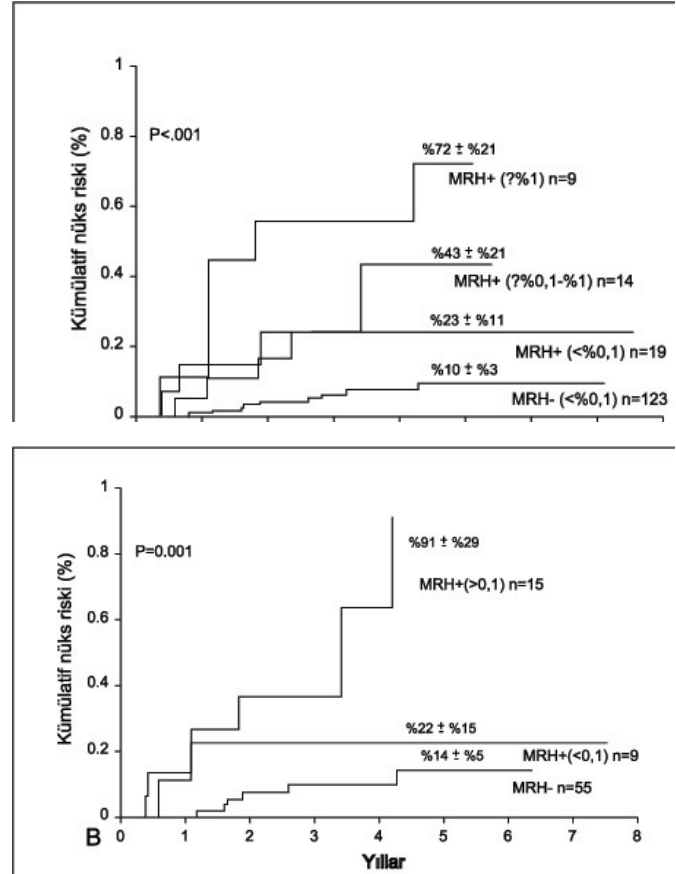 1
P<.001
%72 ± %21
0.8
MRH+ (?%1) n=9
0.6
%43 ± %21
MRH+ (?%0,1-%1) n=14
0.4
%23 ± %11
MRH+ (<%0,1) n=19
0.2
%10 ± %3
MRH- (<%0,1) n=123
0
Kümülatif nüks riski (%)
1
P=0.001
0.8
%91 ± %29
MRH+(>0,1) n=15
0.6
0.4
%22 ± %15
MRH+(<0,1) n=9
0.2
%14 ± %5
MRH- n=55
0
Kümülatif nüks riski (%)
B
0 1 2 3 4 5 6 7 8
Yıllar